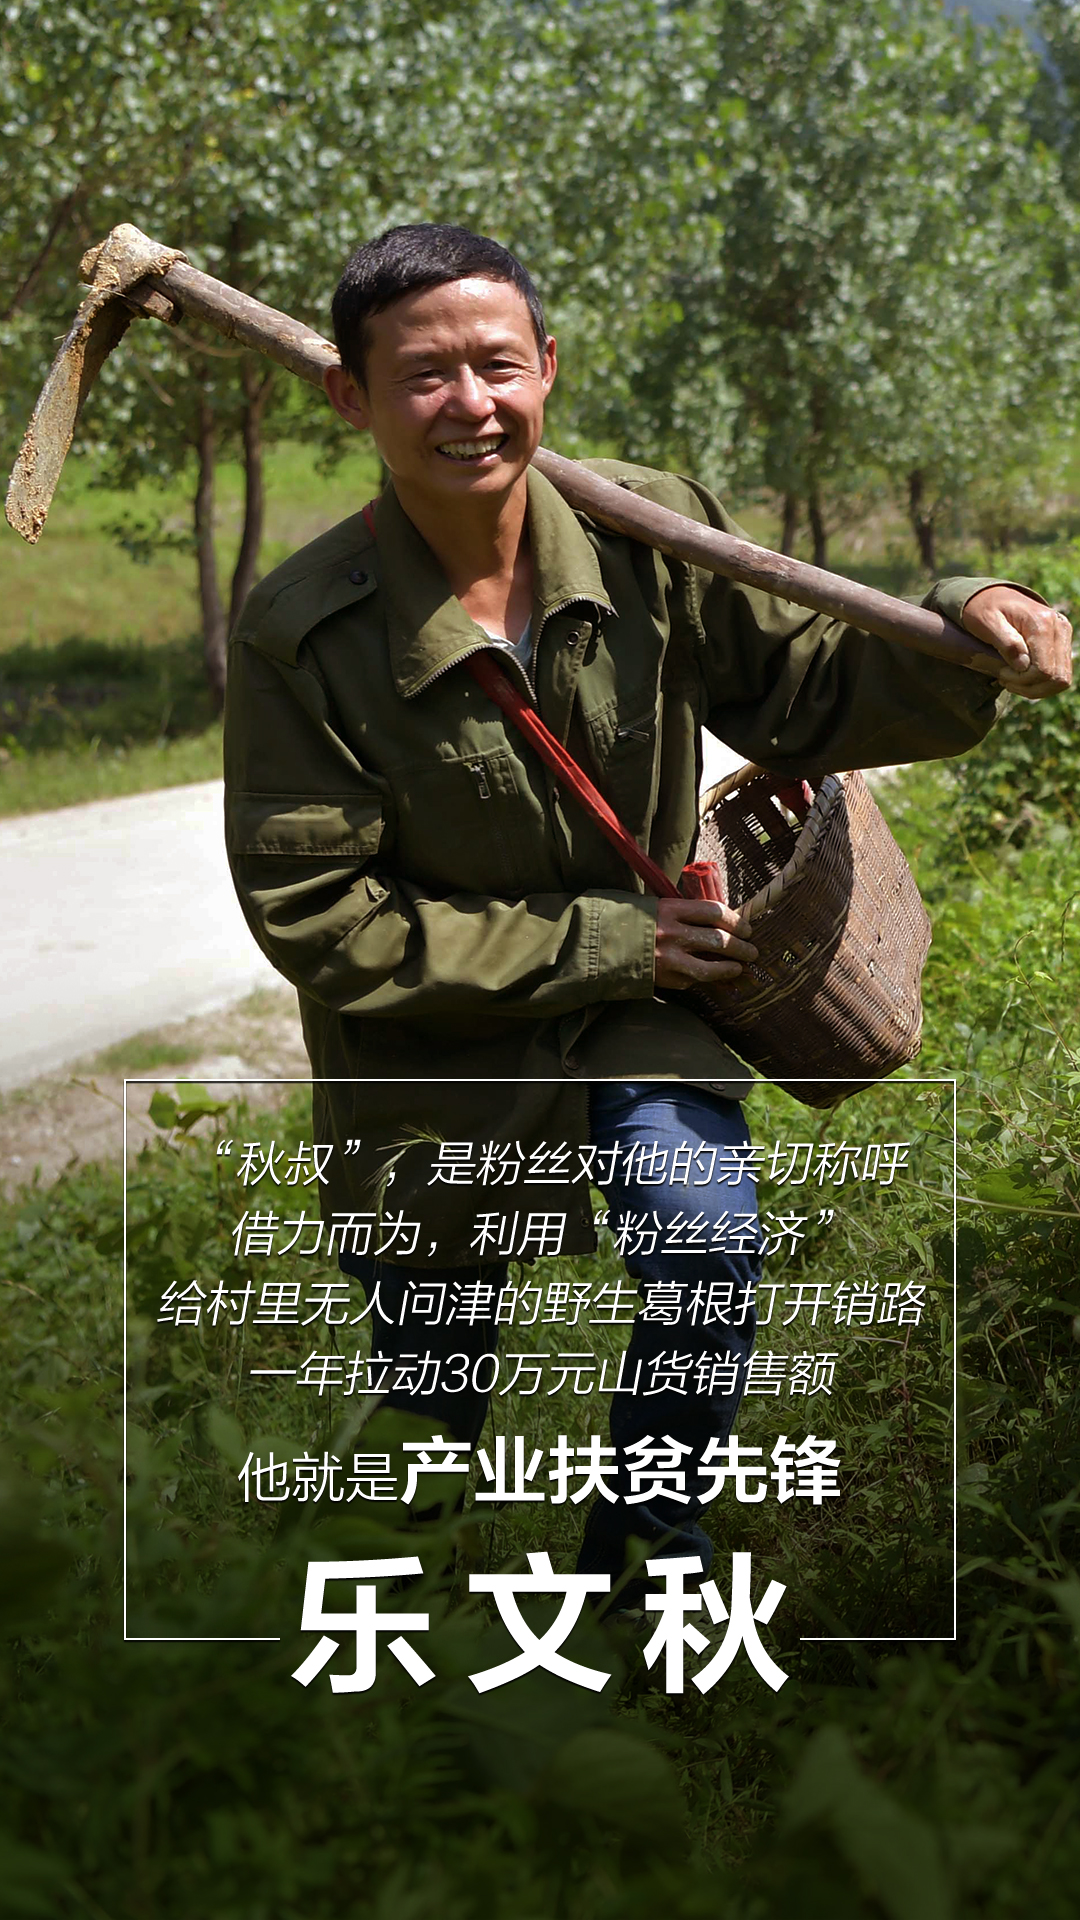 “秋叔”，是粉丝对他的亲切称呼
借力而为，利用“粉丝经济”
给村里无人问津的野生葛根打开销路
一年拉动30万元山货销售额
他就是产业扶贫先锋
乐文秋